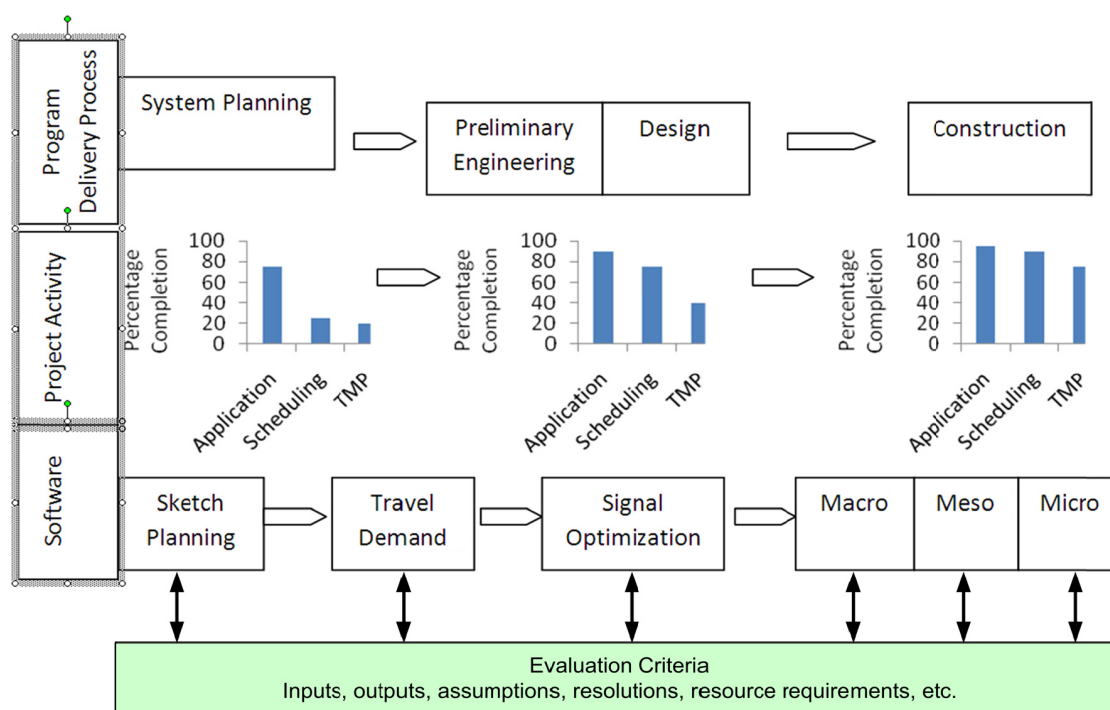 Program
Delivery Process
System Planning
Preliminary
Engineering
Design
Construction
Project Activity
Percentage
Completion
100
80
60
40
20
0
Application
Scheduling
TMP
Percentage
Completion
100
80
60
40
20
0
Application
Scheduling
TMP
Percentage
Completion
100
80
60
40
20
0
Application
Scheduling
TMP
Software
Sketch
Planning
Travel
Demand
Signal
Optimization
Macro
Meso
Micro
Evaluation Criteria
Inputs, outputs, assumptions, resolutions, resource requirements, etc.